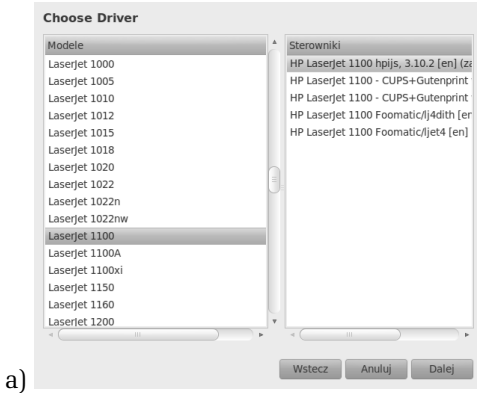 Choose Driver
Modele
LaserJet 1000
LaserJet 1005
LaserJet 1010
LaserJet 1012
LaserJet 1015
LaserJet 1018
LaserJet 1020
LaserJet 1022
LaserJet 1022n
LaserJet 1022nw
LaserJet 1100
LaserJet 1100A
LaserJet 1100xi
LaserJet 1150
LaserJet 1160
LaserJet 1200
Sterowniki
HP LaserJet 1100 hpijs, 3.10.2 [en] (za
HP LaserJet 1100 - CUPS+Gutenprint
HP LaserJet 1100 - CUPS+Gutenprint
HP LaserJet 1100 Foomatic/lj4dith [en
HP LaserJet 1100 Foomatic/ljet4 [en]
Wstecz Anuluj Dalej
a)